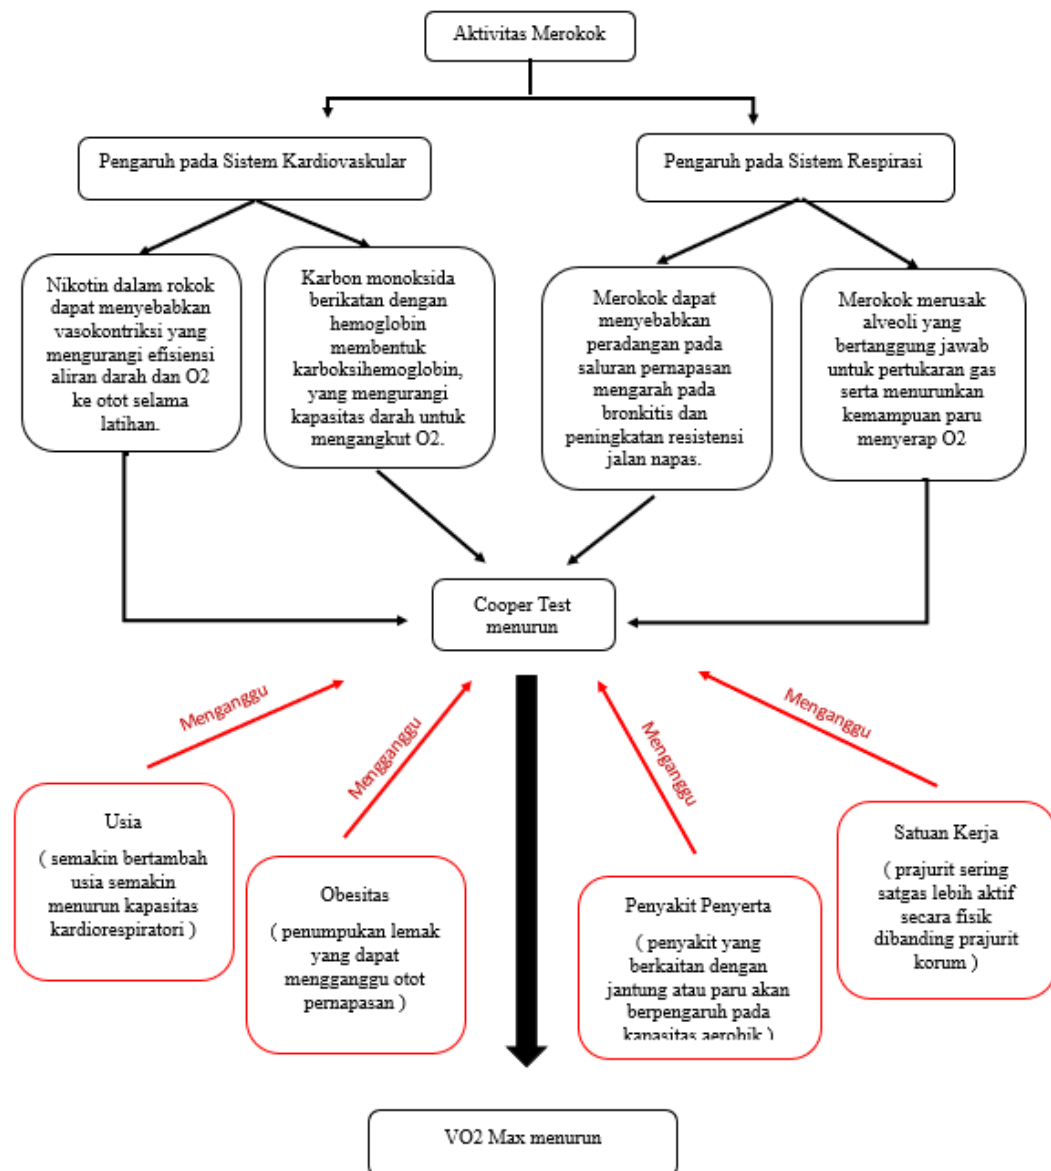 Aktivitas Merokok
Pengaruh pada Sistem Kardiovaskular
Pengaruh pada Sistem Respirasi
Nikotin dalam rokok
dapat menyebabkan
vasokontriksi yang
mengurangi efisiensi
aliran darah dan O2
ke otot selama
latihan.
Karbon monoksida
berikatan dengan
hemoglobin
membentuk
karboksihemoglobin,
yang mengurangi
kapasitas darah untuk
mengangkut O2.
Merokok dapat
menyebabkan
peradangan pada
saluran pernapasan
mengarah pada
bronkitis dan
peningkatan resistensi
jalan napas.
Merokok merusak
alveoli yang
bertanggung jawab
untuk pertukaran gas
serta menurunkan
kemampuan paru
menyerap O2
Cooper Test
menurun
Menganggu
Mengganggu
Menganggu
Menganggu
Usia
( semakin bertambah
usia semakin
menurun kapasitas
kardiorespiratori )
Obesitas
( penumpukan lemak
yang dapat
mengganggu otot
pernapasan )
Penyakit Penyerta
( penyakit yang
berkaitan dengan
jantung atau paru akan
berpengaruh pada
kapasitas aerobik )
Satuan Kerja
( prajurit sering
satgas lebih aktif
secara fisik
dibanding prajurit
korum )
VO2 Max menurun